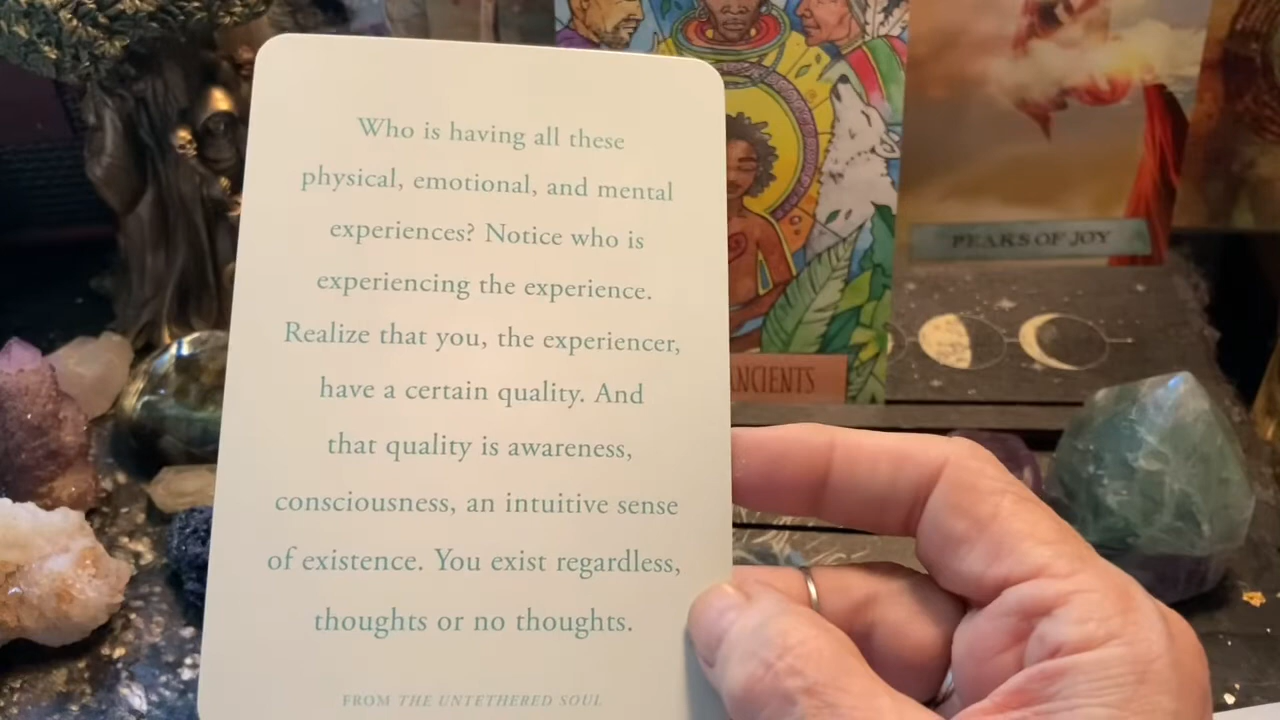 Who is having all these
physical, emotional, and mental
experiences? Notice who is
experiencing the experience.
Realize that you, the experiencer,
have a certain quality. And
that quality is awareness,
consciousness, an intuitive sense
of existence. You exist regardless,
thoughts or no thoughts.
FROM THE UNTETHERED SOUL
ANCIENTS
PEAKS OF JOY